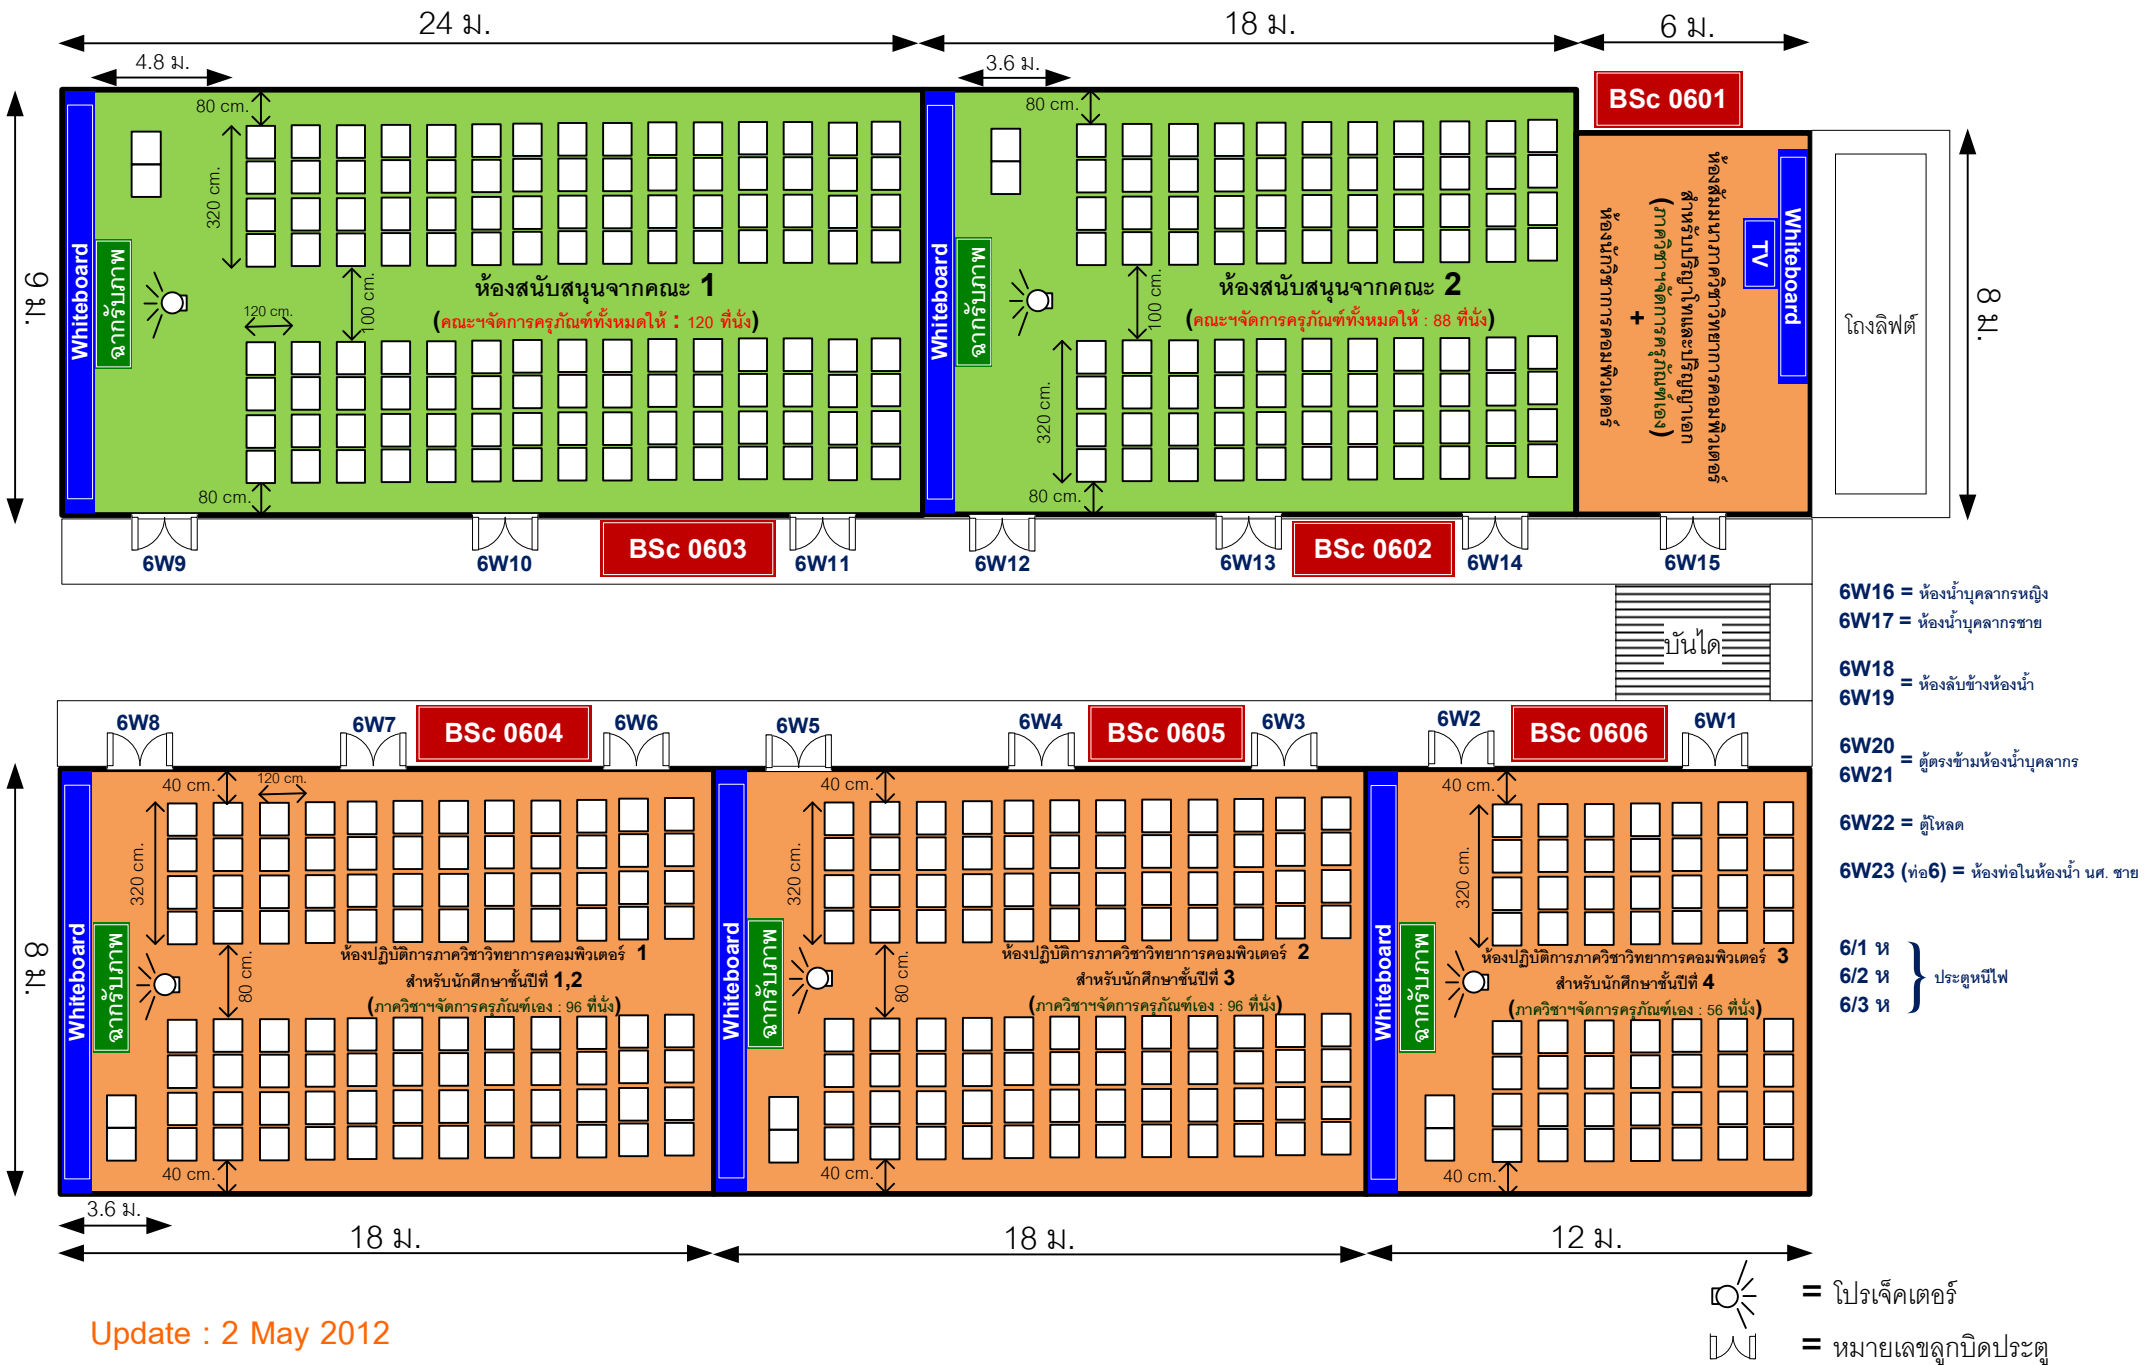 24 ม.
18 ม.
6 ม.
4.8 ม.
3.6 ม.
BSc 0601
80 cm.
80 cm.
9 ม.
8 ม.
320 cm.
Whiteboard
ฉากรับภาพ
100 cm.
120 cm.
ห้องสนับสนุนจากคณะ 1
(คณะฯจัดการครุภัณฑ์ทั้งหมดให้ : 120 ที่นั่ง)
80 cm.
Whiteboard
ฉากรับภาพ
100 cm.
ห้องสนับสนุนจากคณะ 2
(คณะฯจัดการครุภัณฑ์ทั้งหมดให้ : 88 ที่นั่ง)
320 cm.
80 cm.
ห้องสัมมนาภาควิชาวิทยาการคอมพิวเตอร์
สำหรับปริญญาโทและปริญญาเอก
(ภาควิชาฯจัดการครุภัณฑ์เอง)
+
ห้องนักวิชาการคอมพิวเตอร์
TV
Whiteboard
โถงลิฟต์
6W9
6W10
BSc 0603
6W11
6W12
6W13
BSc 0602
6W14
6W15
บันได
6W16 = ห้องน้ำบุคลากรหญิง
6W17 = ห้องน้ำบุคลากรชาย
6W18
6W19
= ห้องลับข้างห้องน้ำ
6W20
6W21
= ตู้ตรงข้ามห้องน้ำบุคลากร
6W22 = ตู้โหลด
6W23 (ท่อ6) = ห้องท่อในห้องน้ำ นศ. ชาย
6/1 ห
6/2 ห
6/3 ห
ประตูหนีไฟ
6W8
6W7
BSc 0604
6W6
6W5
6W4
BSc 0605
6W3
6W2
BSc 0606
6W1
8 ม.
40 cm.
120 cm.
320 cm.
Whiteboard
ฉากรับภาพ
80 cm.
ห้องปฏิบัติการภาควิชาวิทยาการคอมพิวเตอร์ 1
สำหรับนักศึกษาชั้นปีที่ 1,2
(ภาควิชาฯจัดการครุภัณฑ์เอง : 96 ที่นั่ง)
40 cm.
40 cm.
320 cm.
Whiteboard
ฉากรับภาพ
80 cm.
ห้องปฏิบัติการภาควิชาวิทยาการคอมพิวเตอร์ 2
สำหรับนักศึกษาชั้นปีที่ 3
(ภาควิชาฯจัดการครุภัณฑ์เอง : 96 ที่นั่ง)
40 cm.
40 cm.
320 cm.
Whiteboard
ฉากรับภาพ
ห้องปฏิบัติการภาควิชาวิทยาการคอมพิวเตอร์ 3
สำหรับนักศึกษาชั้นปีที่ 4
(ภาควิชาฯจัดการครุภัณฑ์เอง : 56 ที่นั่ง)
40 cm.
3.6 ม.
18 ม.
18 ม.
12 ม.
= โปรเจ็คเตอร์
= หมายเลขลูกบิดประตู
Update : 2 May 2012